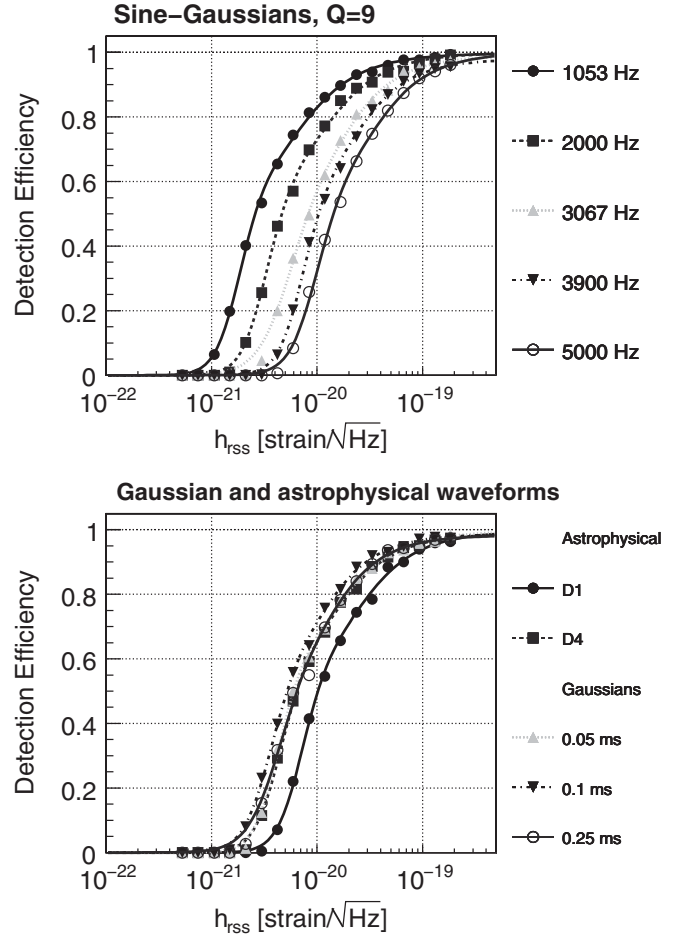 Sine−Gaussians, Q=9
Detection Efficiency
1
0.8
0.6
0.4
0.2
0
10⁻²²
10⁻²¹
10⁻²⁰
10⁻¹⁹
h_rss [strain/√Hz]
1053 Hz
2000 Hz
3067 Hz
3900 Hz
5000 Hz
Gaussian and astrophysical waveforms
Detection Efficiency
1
0.8
0.6
0.4
0.2
0
10⁻²²
10⁻²¹
10⁻²⁰
10⁻¹⁹
h_rss [strain/√Hz]
Astrophysical
D1
D4
Gaussians
0.05 ms
0.1 ms
0.25 ms